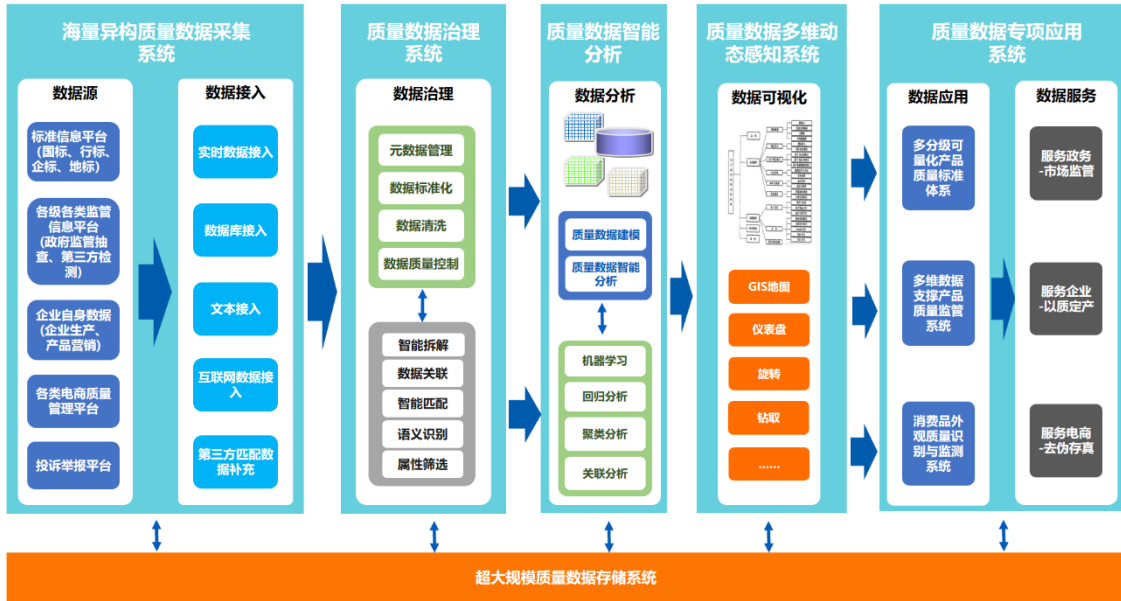 海量异构质量数据采集
系统
数据源
标准信息平台
（国标、行标、
企标、地标）
各级各类监管
信息平台
(政府监管抽
查、第三方检
测）
企业自身数据
(企业生产、
产品营销)
各类电商质量
管理平台
投诉举报平台
数据接入
实时数据接入
数据库接入
文本接入
互联网数据接
入
第三方匹配数
据补充
质量数据治理
系统
数据治理
元数据管理
数据标准化
数据清洗
数据质量控制
智能拆解
数据关联
智能匹配
语义识别
属性筛选
质量数据智能
分析
数据分析
质量数据建模
质量数据智能
分析
机器学习
回归分析
聚类分析
关联分析
质量数据多维动
态感知系统
数据可视化
GIS地图
仪表盘
旋转
钻取
……
质量数据专项应用
系统
数据应用
多分级可
量化产品
质量标准
体系
多维数据
支撑产品
质量监管
系统
消费品外
观质量识
别与监测
系统
数据服务
服务政务
-市场监管
服务企业
-以质定产
服务电商
-去伪存真
超大规模质量数据存储系统